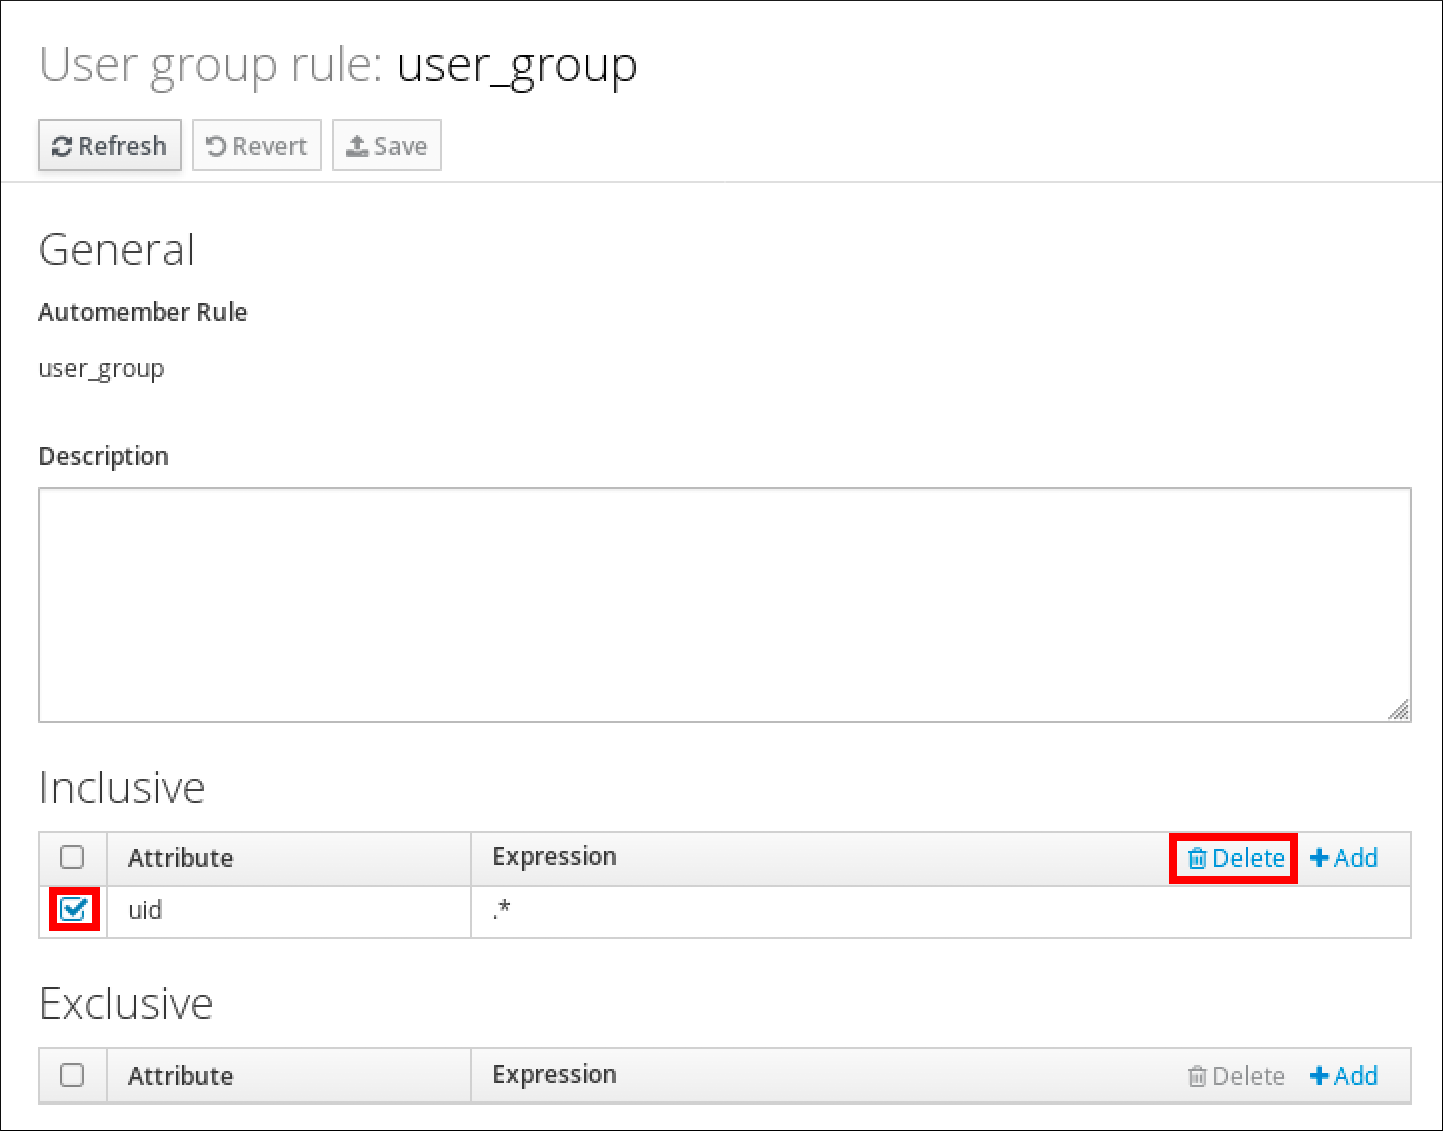 User group rule: user_group
Refresh Revert Save
General
Automember Rule
user_group
Description
Inclusive
Attribute Expression Delete Add
uid .*
Exclusive
Attribute Expression Delete Add